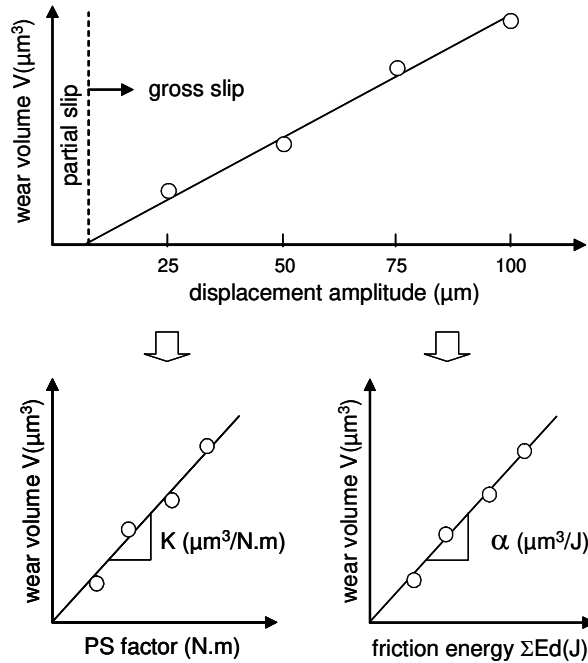 wear volume V(µm³)
partial slip
gross slip
25 50 75 100
displacement amplitude (µm)
wear volume V(µm³)
K (µm³/N.m)
PS factor (N.m)
wear volume V(µm³)
α (µm³/J)
friction energy ΣEd(J)